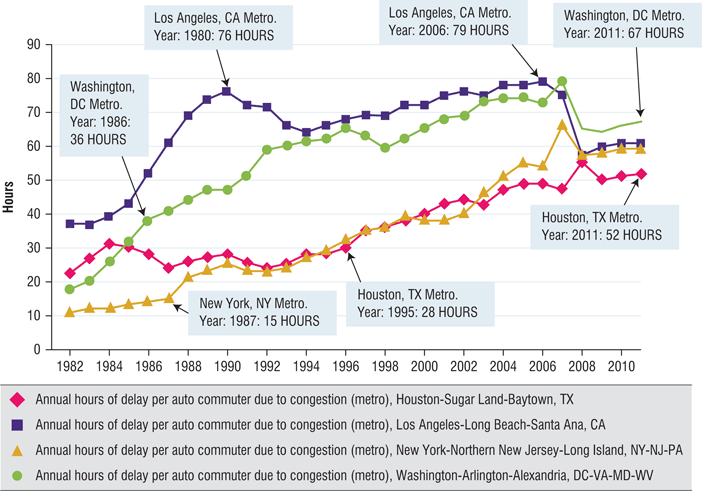 Los Angeles, CA Metro.
Year: 1980: 76 HOURS
Los Angeles, CA Metro.
Year: 2006: 79 HOURS
Washington, DC Metro.
Year: 2011: 67 HOURS
Washington,
DC Metro.
Year: 1986:
36 HOURS
Houston, TX Metro.
Year: 2011: 52 HOURS
New York, NY Metro.
Year: 1987: 15 HOURS
Houston, TX Metro.
Year: 1995: 28 HOURS
Hours
90
80
70
60
50
40
30
20
10
0
1982 1984 1986 1988 1990 1992 1994 1996 1998 2000 2002 2004 2006 2008 2010
Annual hours of delay per auto commuter due to congestion (metro), Houston-Sugar Land-Baytown, TX
Annual hours of delay per auto commuter due to congestion (metro), Los Angeles-Long Beach-Santa Ana, CA
Annual hours of delay per auto commuter due to congestion (metro), New York-Northern New Jersey-Long Island, NY-NJ-PA
Annual hours of delay per auto commuter due to congestion (metro), Washington-Arlington-Alexandria, DC-VA-MD-WV